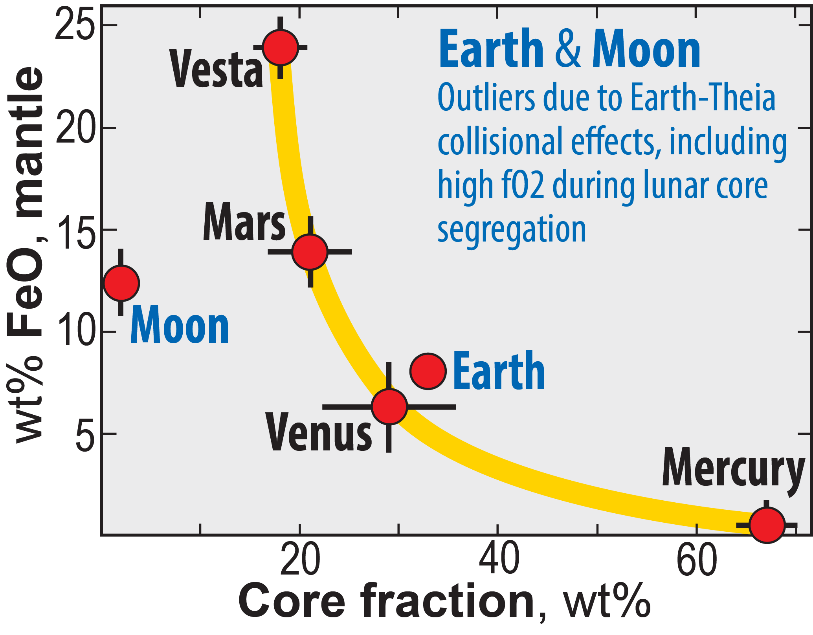 25
20
15
10
5
wt% FeO, mantle
Vesta
Mars
Moon
Venus
Earth
Mercury
Earth & Moon
Outliers due to Earth-Theia
collisional effects, including
high fO2 during lunar core
segregation
20
40
60
Core fraction, wt%